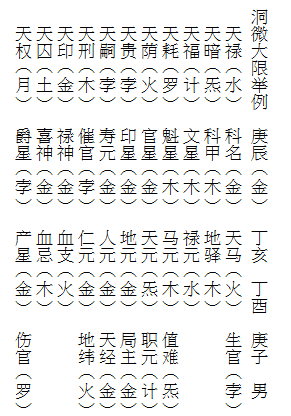 洞微大限举例 庚辰（金） 丁亥 丁酉 庚子 男
天禄（水） 科名（金） 天马（火） 生官（孛）
天暗（炁） 科甲（木） 地驿（木）
天福（计） 文星（木） 禄元（水）
天耗（罗） 魁星（木） 马元（木） 值难（炁）
天荫（火） 官星（金） 天元（炁） 职元（计）
天贵（孛） 印星（金） 地元（金） 局主（金）
天嗣（孛） 寿元（金） 人元（金） 天经（金）
天刑（孛） 催官（孛） 仁元（金） 地纬（火）
天印（金） 禄神（金） 血支（火）
天囚（土） 喜神（金） 血忌（木）
天权（月） 爵星（孛） 产星（金） 伤官（罗）